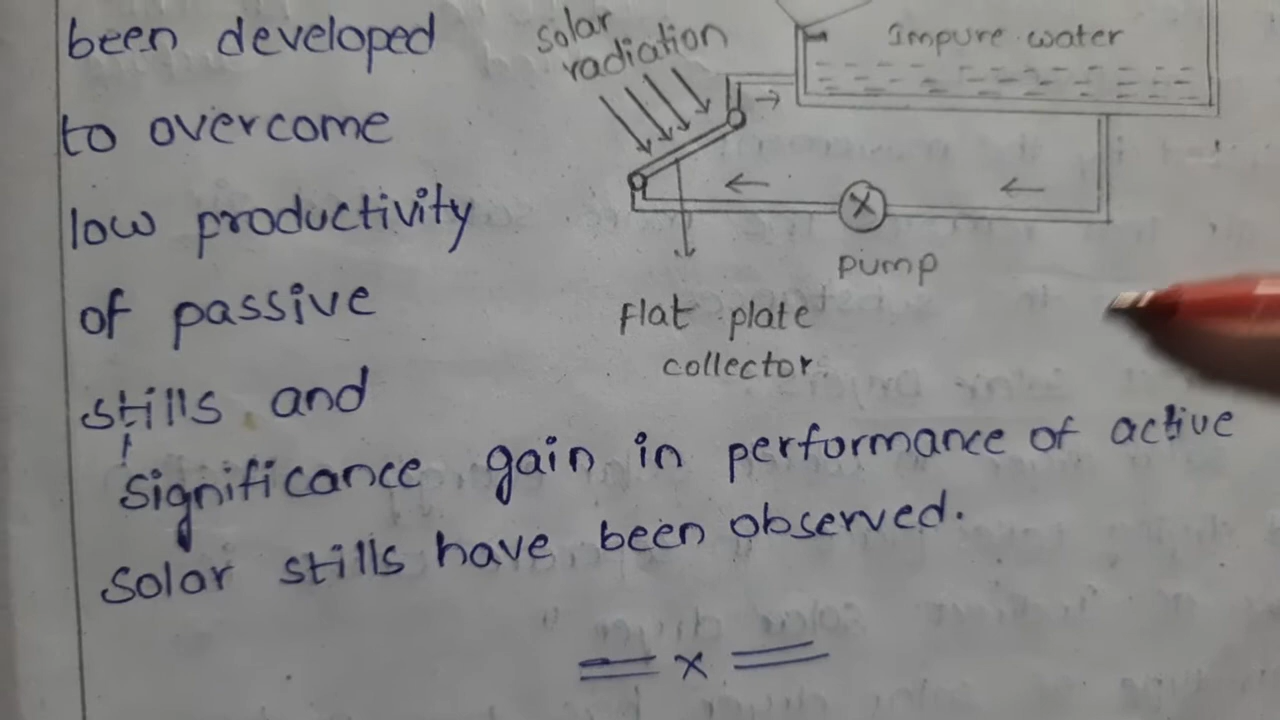 been developed
to overcome
low productivity
of passive
stills and
significance gain in performance of active
solar stills have been observed.
= x =
solar
radiation
Impure water
pump
Flat plate
collector.